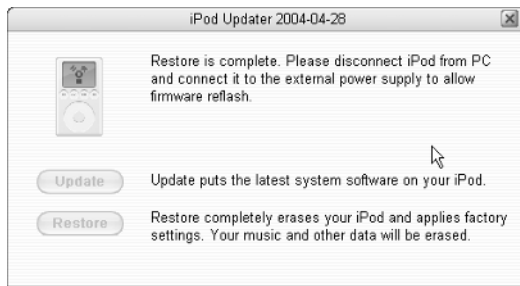 iPod Updater 2004-04-28
Restore is complete. Please disconnect iPod from PC
and connect it to the external power supply to allow
firmware reflash.
Update
Update puts the latest system software on your iPod.
Restore
Restore completely erases your iPod and applies factory
settings. Your music and other data will be erased.